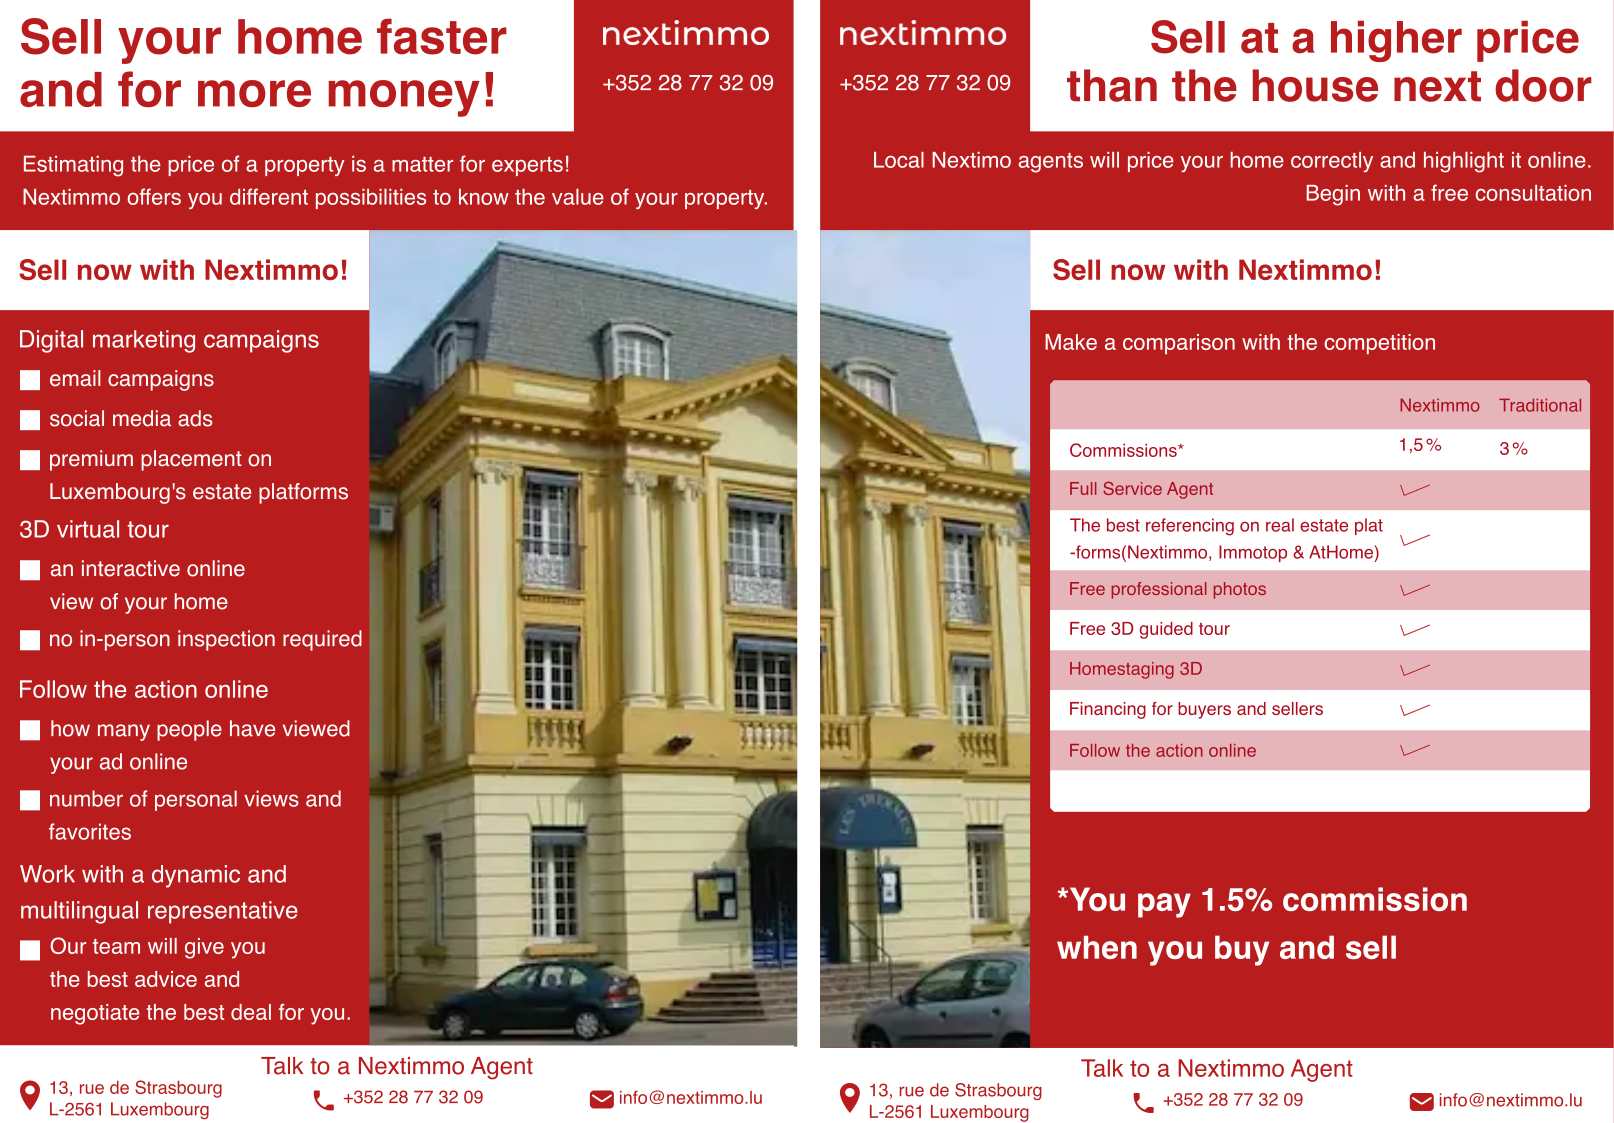 Sell your home faster
and for more money!
nextimmo
+352 28 77 32 09
Estimating the price of a property is a matter for experts!
Nextimmo offers you different possibilities to know the value of your property.
Sell now with Nextimmo!
Digital marketing campaigns
email campaigns
social media ads
premium placement on
Luxembourg's estate platforms
3D virtual tour
an interactive online
view of your home
no in-person inspection required
Follow the action online
how many people have viewed
your ad online
number of personal views and
favorites
Work with a dynamic and
multilingual representative
Our team will give you
the best advice and
negotiate the best deal for you.
Talk to a Nextimmo Agent
13, rue de Strasbourg
L-2561 Luxembourg
+352 28 77 32 09
info@nextimmo.lu
nextimmo
+352 28 77 32 09
Sell at a higher price
than the house next door
Local Nextimo agents will price your home correctly and highlight it online.
Begin with a free consultation
Sell now with Nextimmo!
Make a comparison with the competition
Nextimmo Traditional
Commissions* 1,5% 3%
Full Service Agent
The best referencing on real estate plat
-forms(Nextimmo, Immotop & AtHome)
Free professional photos
Free 3D guided tour
Homestaging 3D
Financing for buyers and sellers
Follow the action online
LES THERMES
*You pay 1.5% commission
when you buy and sell
Talk to a Nextimmo Agent
13, rue de Strasbourg
L-2561 Luxembourg
+352 28 77 32 09
info@nextimmo.lu